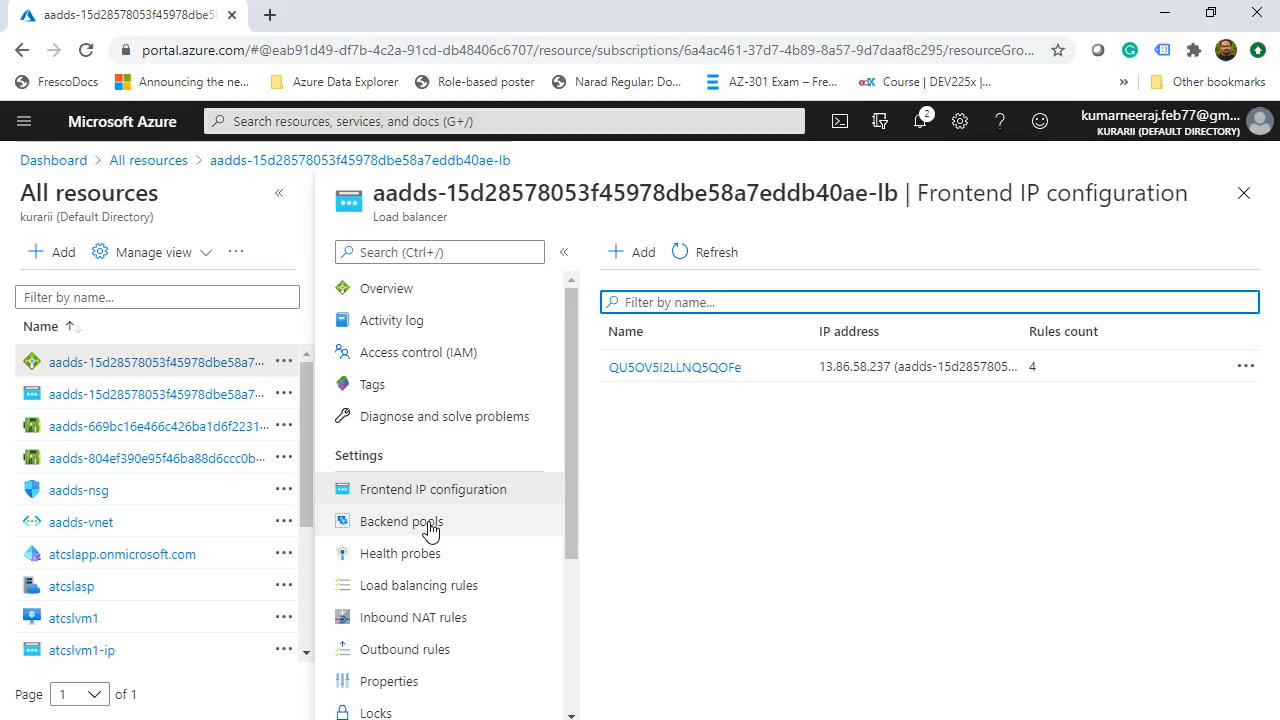 aadds-15d28578053f45978dbe58
portal.azure.com/#@eab91d49-df7b-4c2a-91cd-db48406c6707/resource/subscriptions/6a4ac461-37d7-4b89-8a57-9d7daaf8c295/resourceGro...
FrescoDocs
Announcing the ne...
Azure Data Explorer
Role-based poster
Narad Regular: Do...
AZ-301 Exam – Fre...
edX Course | DEV225x |...
»
Other bookmarks
Microsoft Azure
Search resources, services, and docs (G+/)
2
kumarneeraj.feb77@gm...
KURARII (DEFAULT DIRECTORY)
Dashboard > All resources > aadds-15d28578053f45978dbe58a7eddb40ae-lb
All resources
«
kurarii (Default Directory)
Add
Manage view
...
Filter by name...
Name ↑↓
aadds-15d28578053f45978dbe58a7... ...
aadds-15d28578053f45978dbe58a7... ...
aadds-669bc16e466c426ba1d6f2231... ...
aadds-804ef390e95f46ba88d6ccc0b... ...
aadds-nsg ...
aadds-vnet ...
atcslapp.onmicrosoft.com ...
atcslasp ...
atcslvm1 ...
atcslvm1-ip ...
Page 1 of 1
aadds-15d28578053f45978dbe58a7eddb40ae-lb | Frontend IP configuration
Load balancer
Search (Ctrl+/)
«
Overview
Activity log
Access control (IAM)
Tags
Diagnose and solve problems
Settings
Frontend IP configuration
Backend pools
Health probes
Load balancing rules
Inbound NAT rules
Outbound rules
Properties
Locks
Add
Refresh
Filter by name...
Name IP address Rules count
QU5OV5I2LLNQ5QOFe 13.86.58.237 (aadds-15d2857805... 4 ...